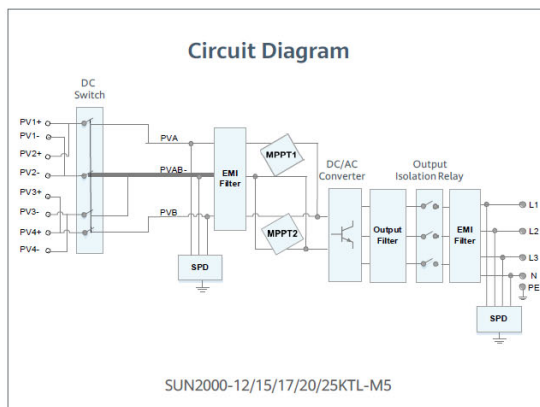 Circuit Diagram
DC
Switch
PV1+
PV1-
PV2+
PV2-
PV3+
PV3-
PV4+
PV4-
PVA
PVAB-
PVB
EMI
Filter
SPD
MPPT1
MPPT2
DC/AC
Converter
Output
Filter
Output
Isolation Relay
EMI
Filter
L1
L2
L3
N
PE
SPD
SUN2000-12/15/17/20/25KTL-M5